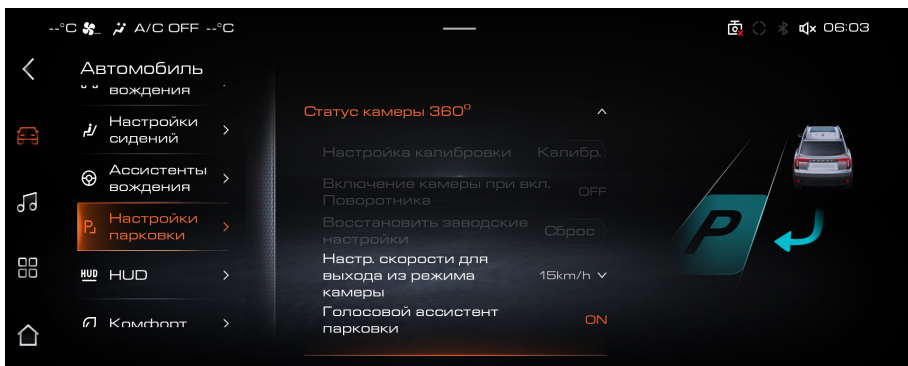 --°C A/C OFF --°C
06:03
Автомобиль
вождения
Настройки
сидений
Ассистенты
вождения
Настройки
парковки
HUD HUD
Комфорт
Статус камеры 360°
Настройка калибровки Калибр.
Включение камеры при вкл.
Поворотника OFF
Восстановить заводские
настройки Сброс
Настр. скорости для
выхода из режима
камеры 15km/h
Голосовой ассистент
парковки ON
P